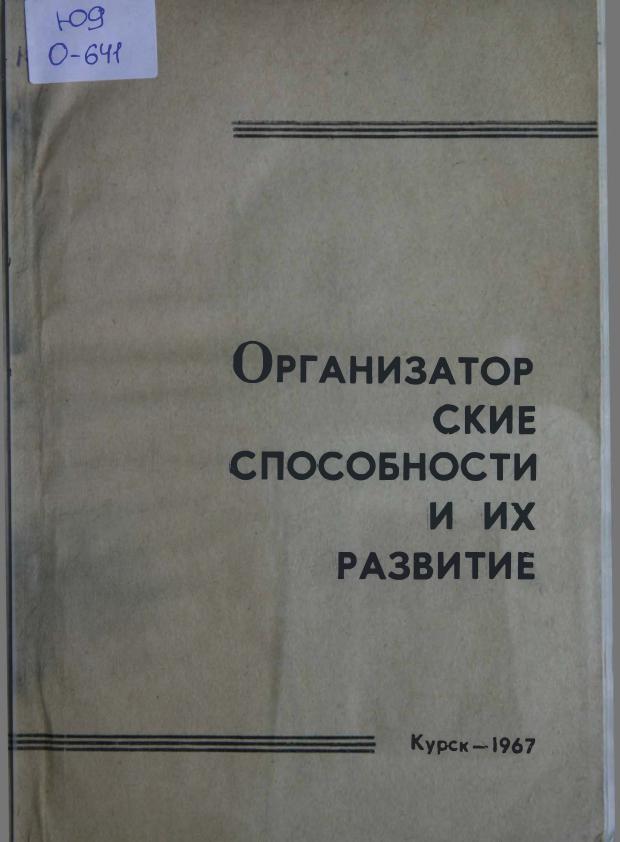 Ю9
О-641
ОРГАНИЗАТОР
СКИЕ
СПОСОБНОСТИ
И ИХ
РАЗВИТИЕ
Курск—1967